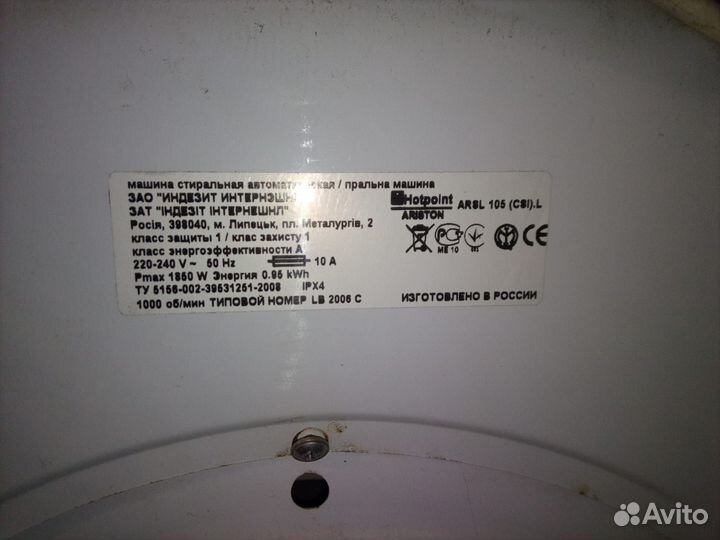 машина стиральная автоматическая / пральна машина
ЗАО "ИНДЕЗИТ ИНТЕРНЭШНЛ"
ЗАТ "ІНДЕЗІТ ІНТЕРНЕШНЛ"
Росія, 398040, м. Липецьк, пл. Металургів, 2
класс защиты 1 / клас захисту 1
класс энергоэффективности А
220-240 V ~ 50 Hz 10 A
Pmax 1850 W Энергия 0.95 kWh
ТУ 5156-002-39531251-2008 IPX4
1000 об/мин ТИПОВОЙ НОМЕР LB 2006 C
Hotpoint ARSL 105 (CSI).L
ARISTON
ME 10
ИЗГОТОВЛЕНО В РОССИИ
Avito